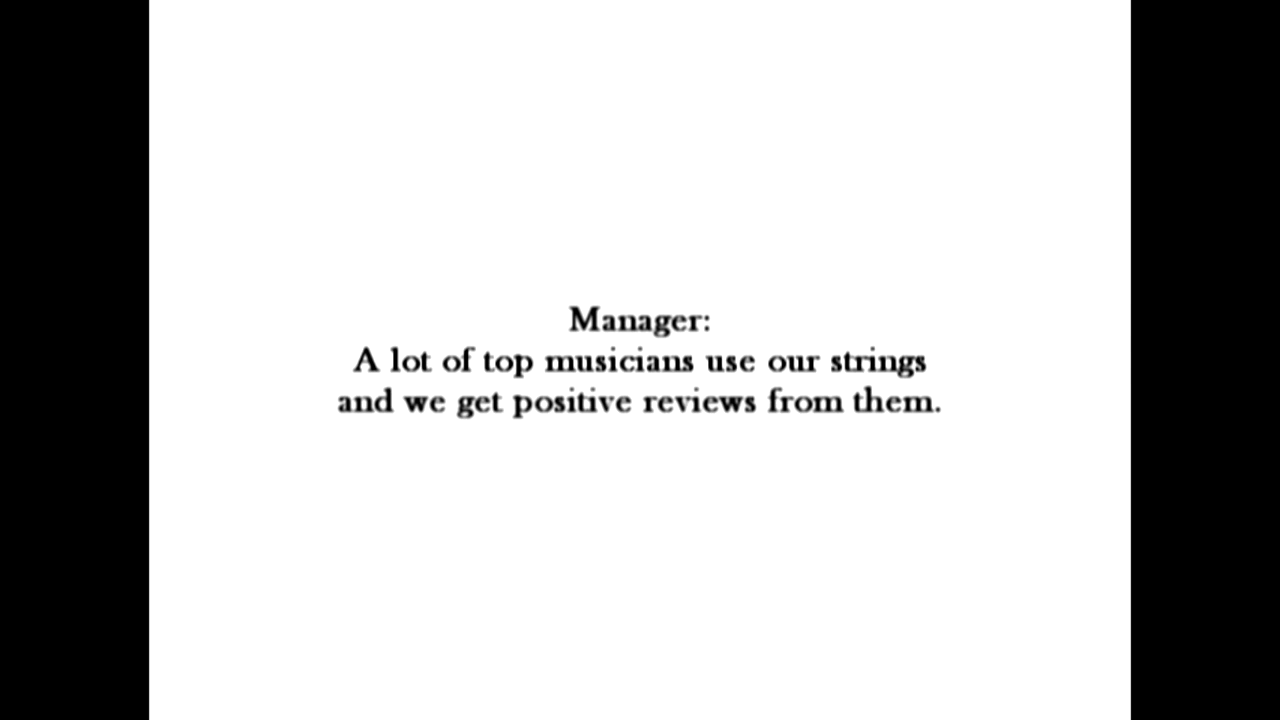 Manager:
A lot of top musicians use our strings
and we get positive reviews from them.